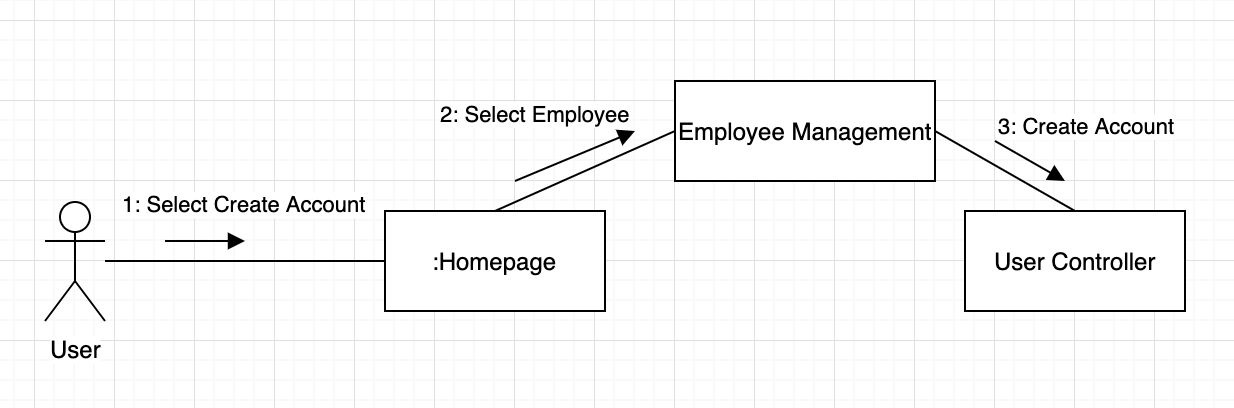 1: Select Create Account
2: Select Employee
3: Create Account
User
:Homepage
Employee Management
User Controller